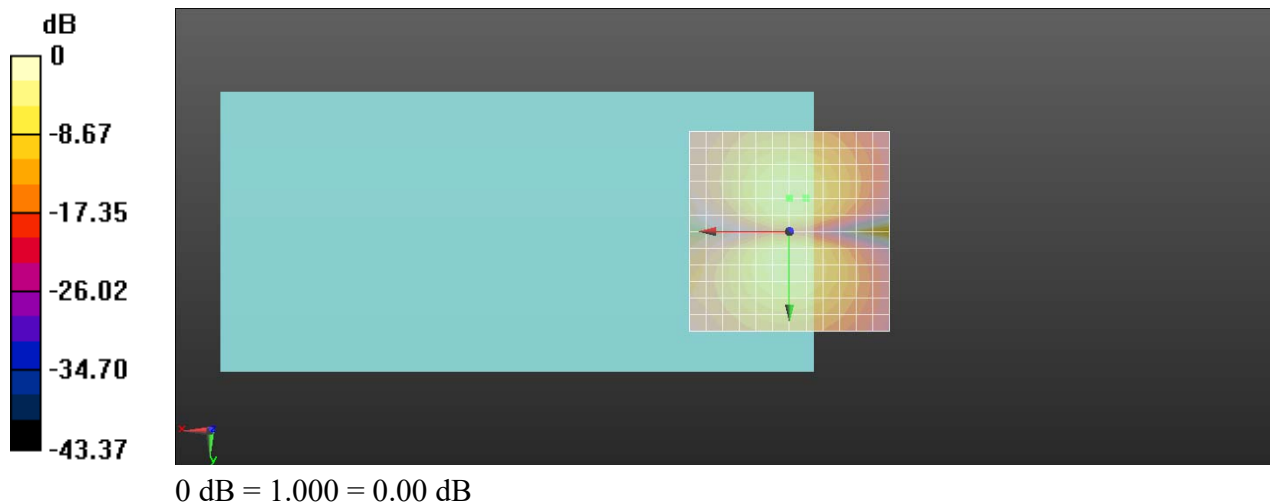 dB
0
-8.67
-17.35
-26.02
-34.70
-43.37
x
z
y
0 dB = 1.000 = 0.00 dB